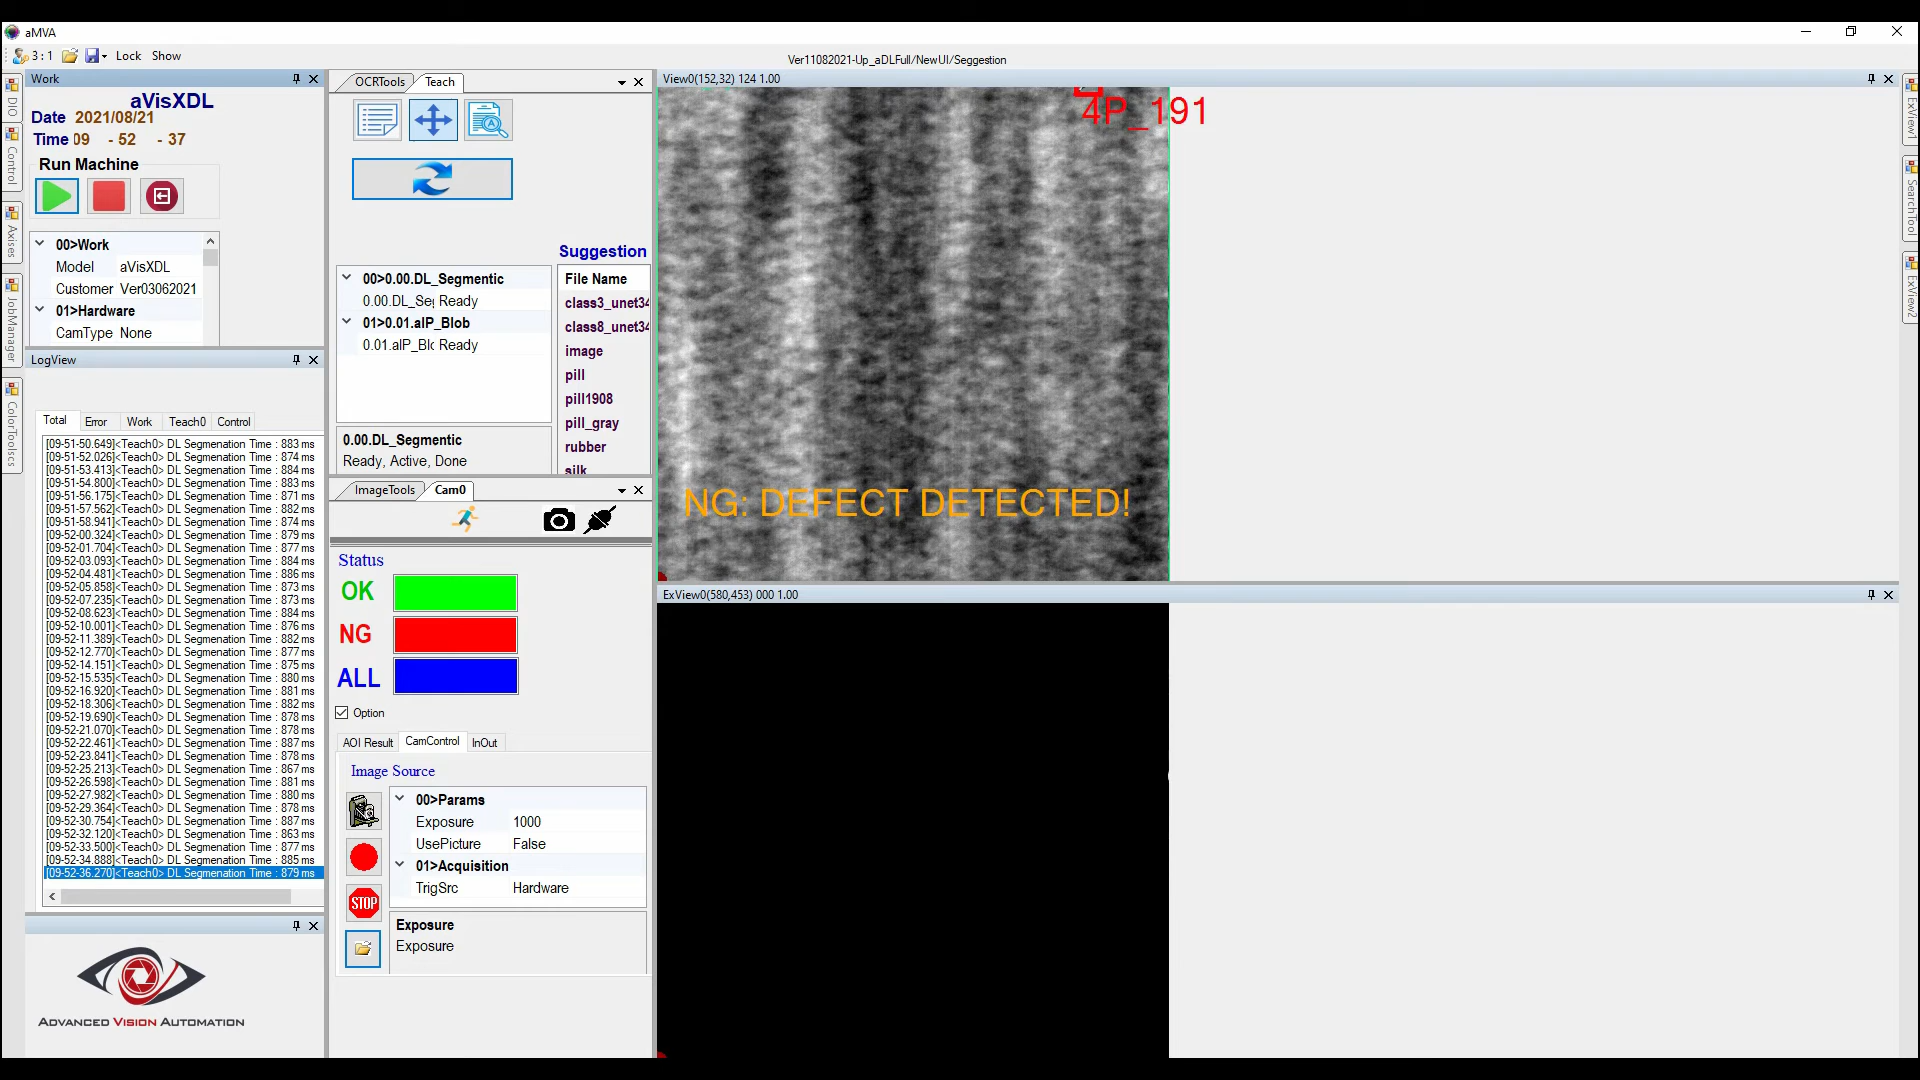 aMVA
3 : 1 Lock Show
Ver11082021-Up_aDLFull/NewUI/Seggestion
Work
aVisXDL
Date 2021/08/21
Time 09 - 52 - 37
Run Machine
00>Work
Model aVisXDL
Customer Ver03062021
01>Hardware
CamType None
DIO
Control
Axises
JobManager
ColorToolscs
LogView
Total Error Work Teach0 Control
[09-51-50.649]<Teach0> DL Segmenation Time : 883 ms
[09-51-52.026]<Teach0> DL Segmenation Time : 874 ms
[09-51-53.413]<Teach0> DL Segmenation Time : 884 ms
[09-51-54.800]<Teach0> DL Segmenation Time : 883 ms
[09-51-56.175]<Teach0> DL Segmenation Time : 871 ms
[09-51-57.562]<Teach0> DL Segmenation Time : 882 ms
[09-51-58.941]<Teach0> DL Segmenation Time : 874 ms
[09-52-00.324]<Teach0> DL Segmenation Time : 879 ms
[09-52-01.704]<Teach0> DL Segmenation Time : 877 ms
[09-52-03.093]<Teach0> DL Segmenation Time : 884 ms
[09-52-04.481]<Teach0> DL Segmenation Time : 886 ms
[09-52-05.858]<Teach0> DL Segmenation Time : 873 ms
[09-52-07.235]<Teach0> DL Segmenation Time : 873 ms
[09-52-08.623]<Teach0> DL Segmenation Time : 884 ms
[09-52-10.001]<Teach0> DL Segmenation Time : 876 ms
[09-52-11.389]<Teach0> DL Segmenation Time : 882 ms
[09-52-12.770]<Teach0> DL Segmenation Time : 877 ms
[09-52-14.151]<Teach0> DL Segmenation Time : 875 ms
[09-52-15.535]<Teach0> DL Segmenation Time : 880 ms
[09-52-16.920]<Teach0> DL Segmenation Time : 881 ms
[09-52-18.306]<Teach0> DL Segmenation Time : 882 ms
[09-52-19.690]<Teach0> DL Segmenation Time : 878 ms
[09-52-21.070]<Teach0> DL Segmenation Time : 878 ms
[09-52-22.461]<Teach0> DL Segmenation Time : 887 ms
[09-52-23.841]<Teach0> DL Segmenation Time : 878 ms
[09-52-25.213]<Teach0> DL Segmenation Time : 867 ms
[09-52-26.598]<Teach0> DL Segmenation Time : 881 ms
[09-52-27.982]<Teach0> DL Segmenation Time : 880 ms
[09-52-29.364]<Teach0> DL Segmenation Time : 878 ms
[09-52-30.754]<Teach0> DL Segmenation Time : 887 ms
[09-52-32.120]<Teach0> DL Segmenation Time : 863 ms
[09-52-33.500]<Teach0> DL Segmenation Time : 877 ms
[09-52-34.888]<Teach0> DL Segmenation Time : 885 ms
[09-52-36.270]<Teach0> DL Segmenation Time : 879 ms
ADVANCED VISION AUTOMATION
OCRTools Teach
00>0.00.DL_Segmentic
0.00.DL_Seg Ready
01>0.01.aIP_Blob
0.01.aIP_Blo Ready
0.00.DL_Segmentic
Ready, Active, Done
Suggestion
File Name
class3_unet34
class8_unet34
image
pill
pill1908
pill_gray
rubber
silk
ImageTools Cam0
Status
OK
NG
ALL
Option
AOI Result CamControl InOut
Image Source
STOP
00>Params
Exposure 1000
UsePicture False
01>Acquisition
TrigSrc Hardware
Exposure
Exposure
View0(152,32) 124 1.00
4P_191
NG: DEFECT DETECTED!
ExView0(580,453) 000 1.00
ExView1
SearchTool
ExView2